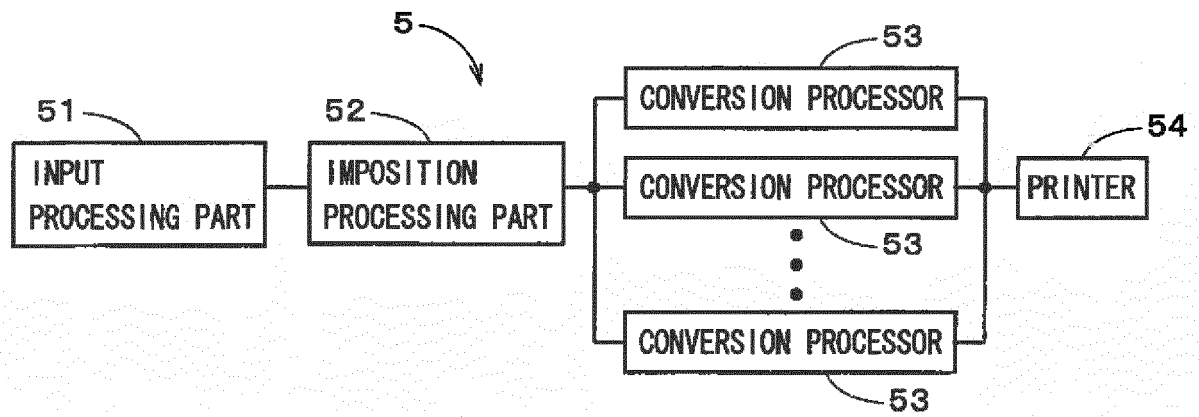 5
51
INPUT
PROCESSING PART
52
IMPOSITION
PROCESSING PART
53
CONVERSION PROCESSOR
CONVERSION PROCESSOR
53
CONVERSION PROCESSOR
53
54
PRINTER